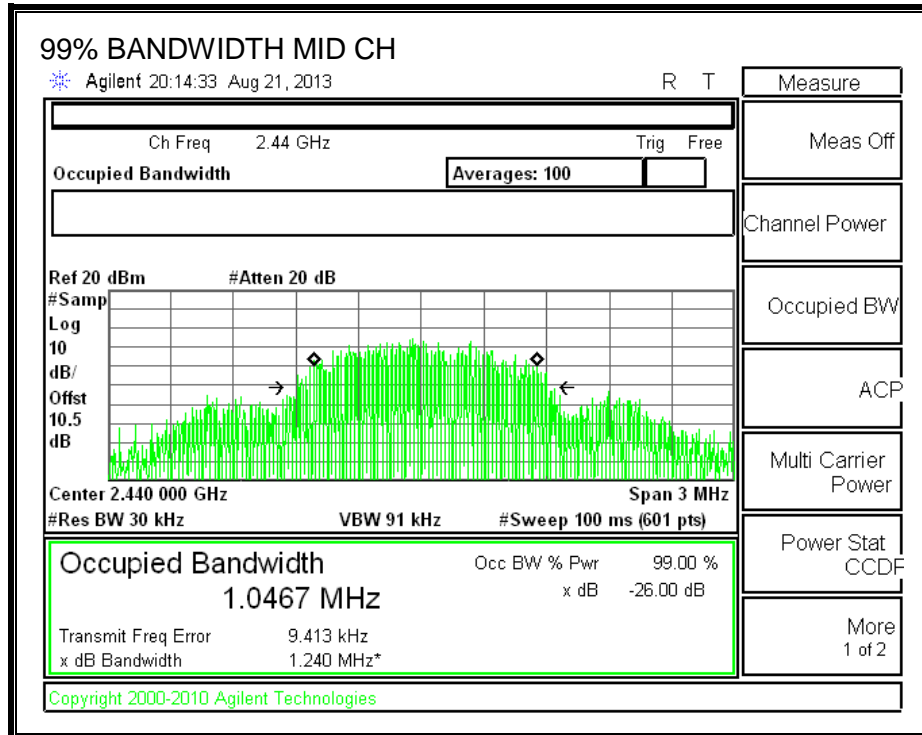 99% BANDWIDTH MID CH
Agilent 20:14:33 Aug 21, 2013 R T
Measure
Ch Freq 2.44 GHz Trig Free
Meas Off
Occupied Bandwidth Averages: 100
Channel Power
Ref 20 dBm #Atten 20 dB
#Samp
Log
10
dB/
Offst
10.5
dB
Occupied BW
ACP
Center 2.440 000 GHz Span 3 MHz
#Res BW 30 kHz VBW 91 kHz #Sweep 100 ms (601 pts)
Multi Carrier
Power
Occupied Bandwidth Occ BW % Pwr 99.00 %
1.0467 MHz x dB -26.00 dB
Power Stat
CCDF
Transmit Freq Error 9.413 kHz
x dB Bandwidth 1.240 MHz*
More
1 of 2
Copyright 2000-2010 Agilent Technologies